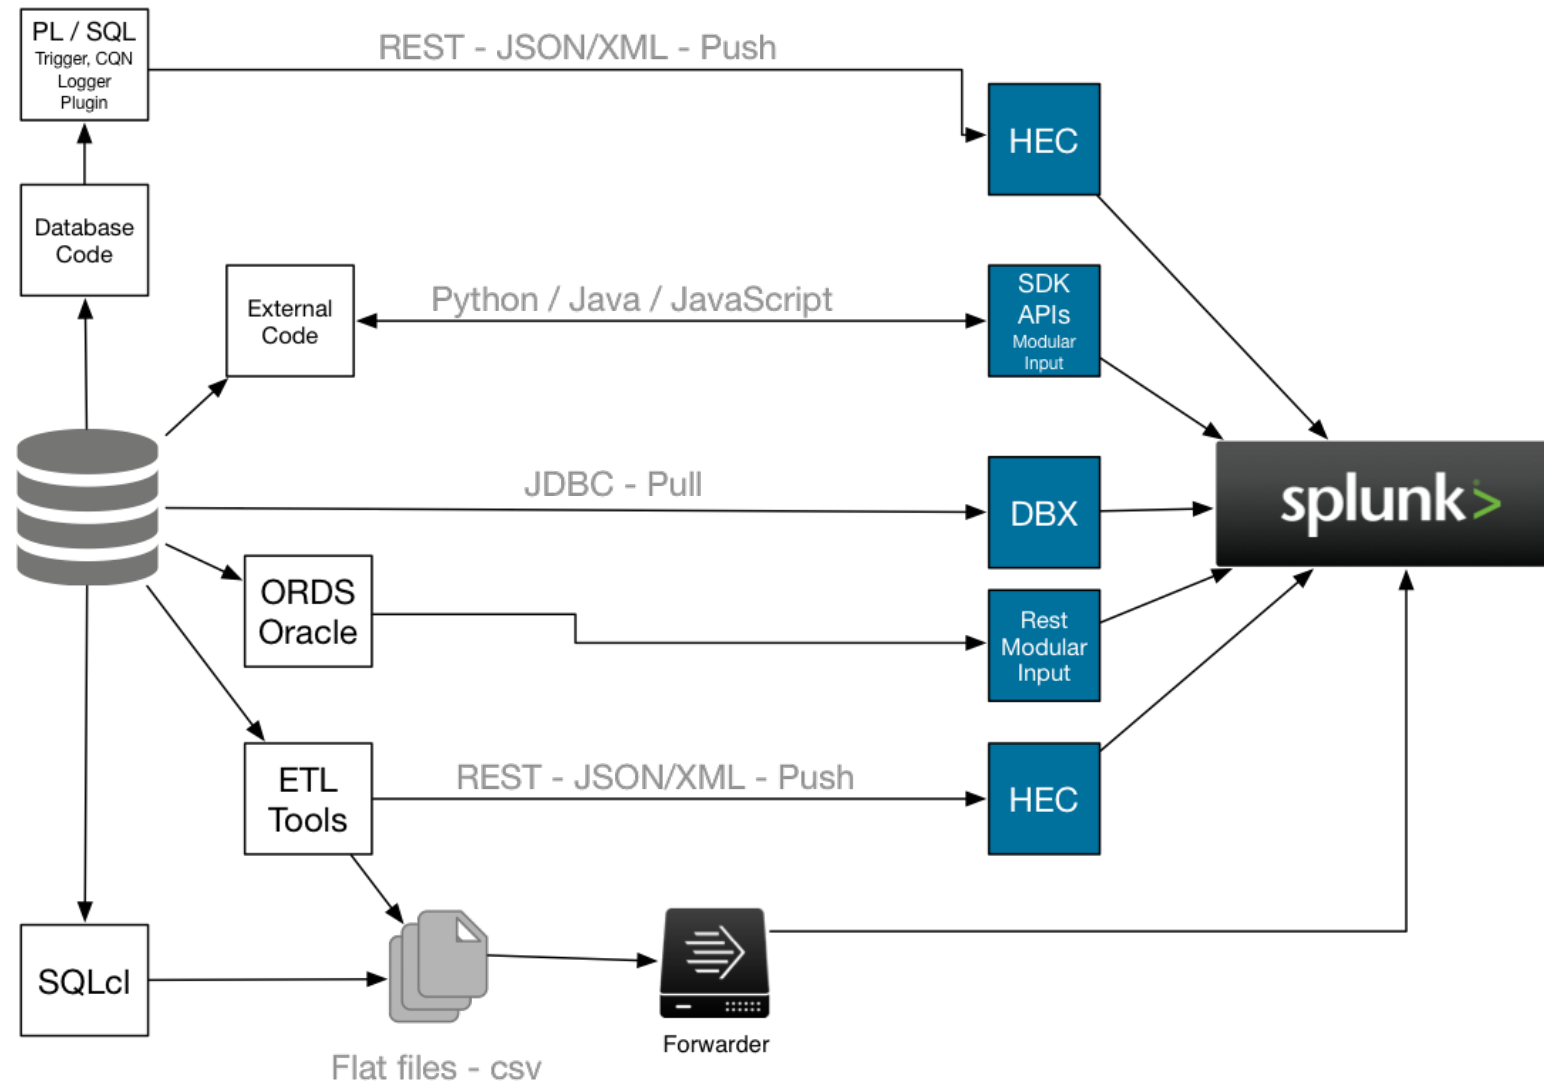 PL / SQL
Trigger, CQN
Logger
Plugin
REST - JSON/XML - Push
HEC
Database
Code
External
Code
Python / Java / JavaScript
SDK
APIs
Modular
Input
JDBC - Pull
DBX
splunk>
ORDS
Oracle
Rest
Modular
Input
ETL
Tools
REST - JSON/XML - Push
HEC
SQLcl
Flat files - csv
Forwarder